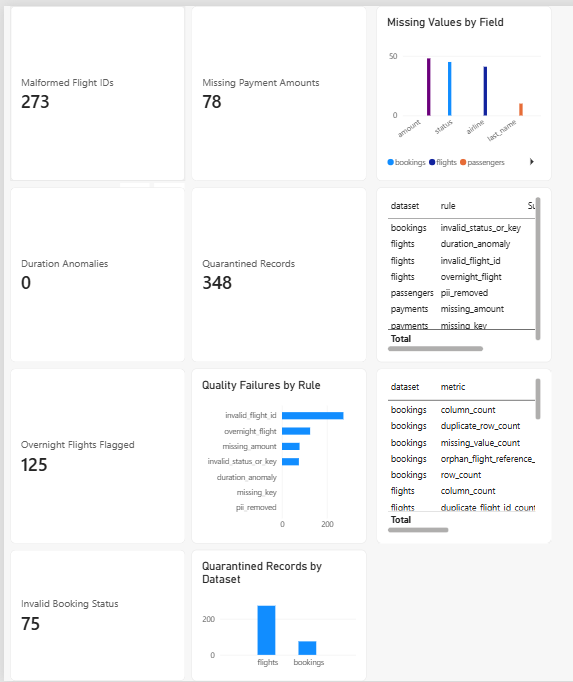 Malformed Flight IDs
273
Missing Payment Amounts
78
Missing Values by Field
50
0
amount
status
airline
last_name
bookings flights passengers
Duration Anomalies
0
Quarantined Records
348
dataset rule Su
bookings invalid_status_or_key
flights duration_anomaly
flights invalid_flight_id
flights overnight_flight
passengers pii_removed
payments missing_amount
payments missing_key
Total
Overnight Flights Flagged
125
Quality Failures by Rule
invalid_flight_id
overnight_flight
missing_amount
invalid_status_or_key
duration_anomaly
missing_key
pii_removed
0 200
dataset metric
bookings column_count
bookings duplicate_row_count
bookings missing_value_count
bookings orphan_flight_reference_
bookings row_count
flights column_count
flights duplicate_flight_id_count
Total
Invalid Booking Status
75
Quarantined Records by
Dataset
200
0
flights bookings